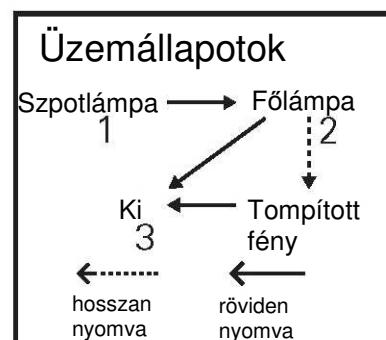 Üzemállapotok
Szpotlámpa Főlámpa
1 2
Ki Tompított
3 fény
hosszan röviden
nyomva nyomva